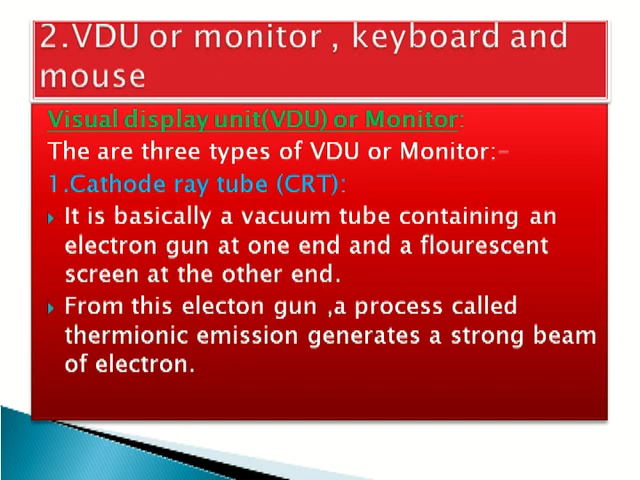 2.VDU or monitor , keyboard and
mouse
Visual display unit(VDU) or Monitor:
The are three types of VDU or Monitor:-
1.Cathode ray tube (CRT):
It is basically a vacuum tube containing an
electron gun at one end and a flourescent
screen at the other end.
From this electon gun ,a process called
thermionic emission generates a strong beam
of electron.